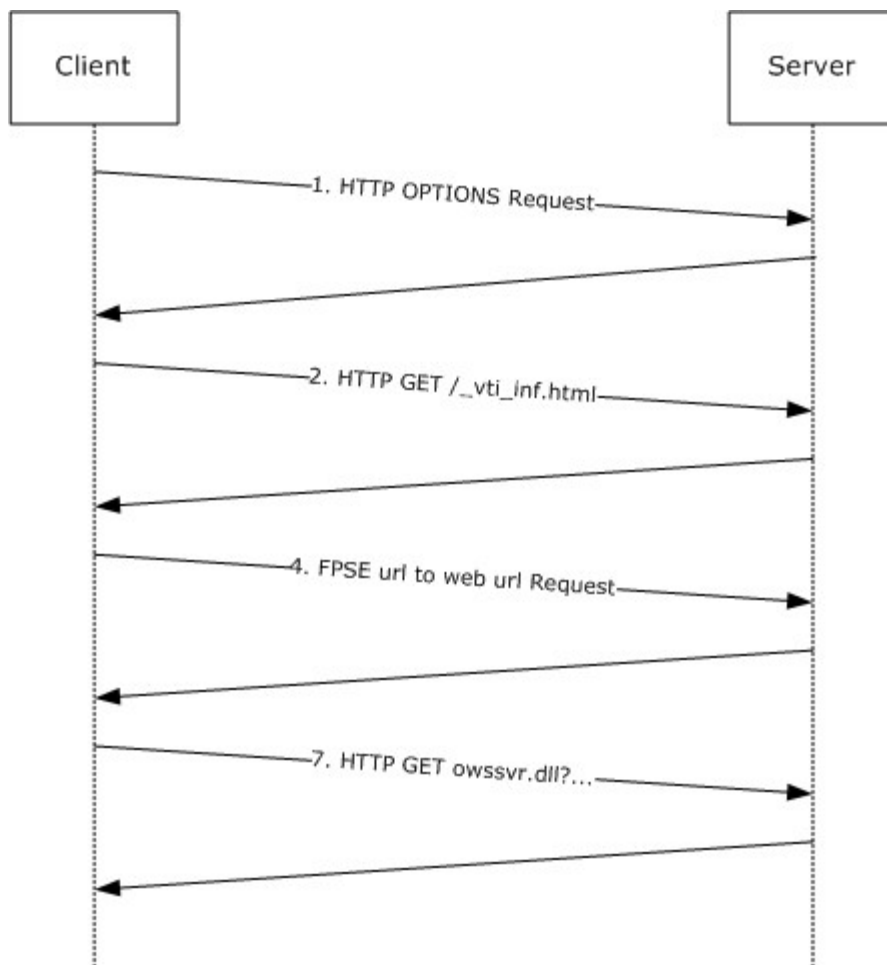 Client
Server
1. HTTP OPTIONS Request
2. HTTP GET /_vti_inf.html
4. FPSE url to web url Request
7. HTTP GET owssvr.dll?...